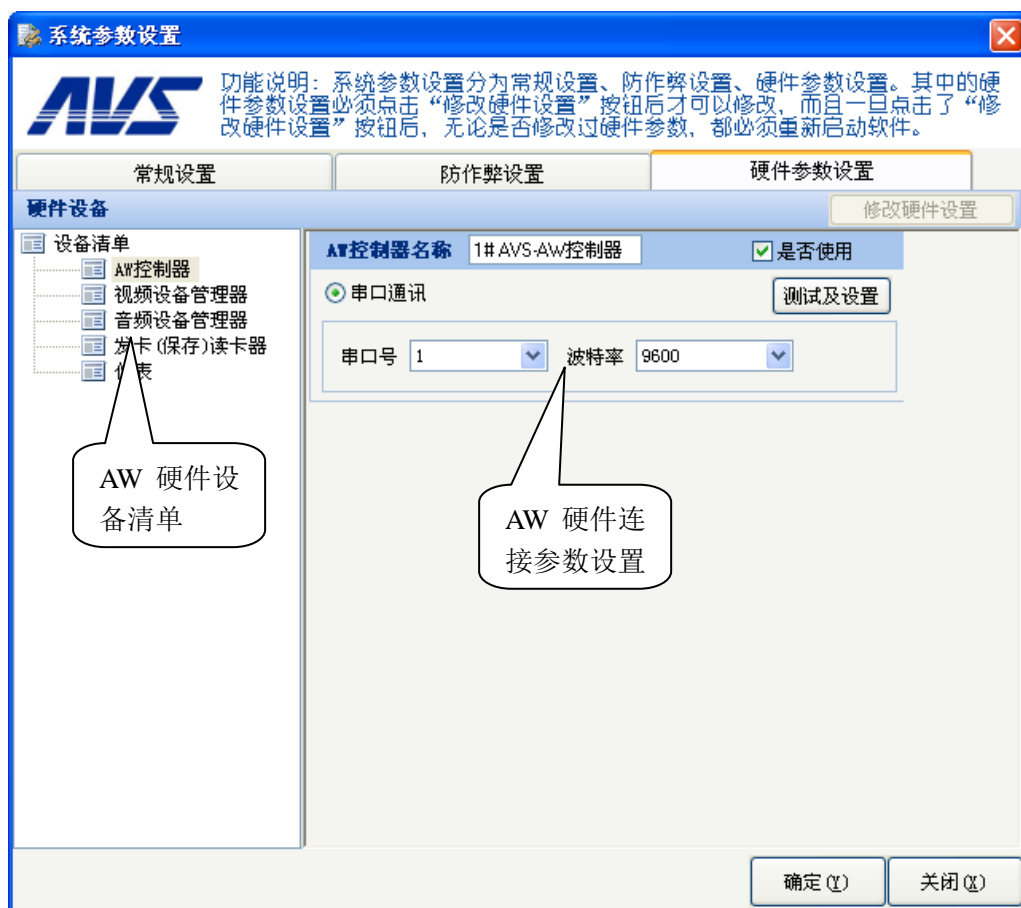 系统参数设置
AVS
功能说明：系统参数设置分为常规设置、防作弊设置、硬件参数设置。其中的硬
件参数设置必须点击“修改硬件设置”按钮后才可以修改，而且一旦点击了“修
改硬件设置”按钮后，无论是否修改过硬件参数，都必须重新启动软件。
常规设置
防作弊设置
硬件参数设置
硬件设备
修改硬件设置
设备清单
AW控制器
视频设备管理器
音频设备管理器
发卡(保存)读卡器
仪表
AW控制器名称
1# AVS-AW控制器
是否使用
串口通讯
测试及设置
串口号
1
波特率
9600
AW 硬件设
备清单
AW 硬件连
接参数设置
确定(Y)
关闭(X)